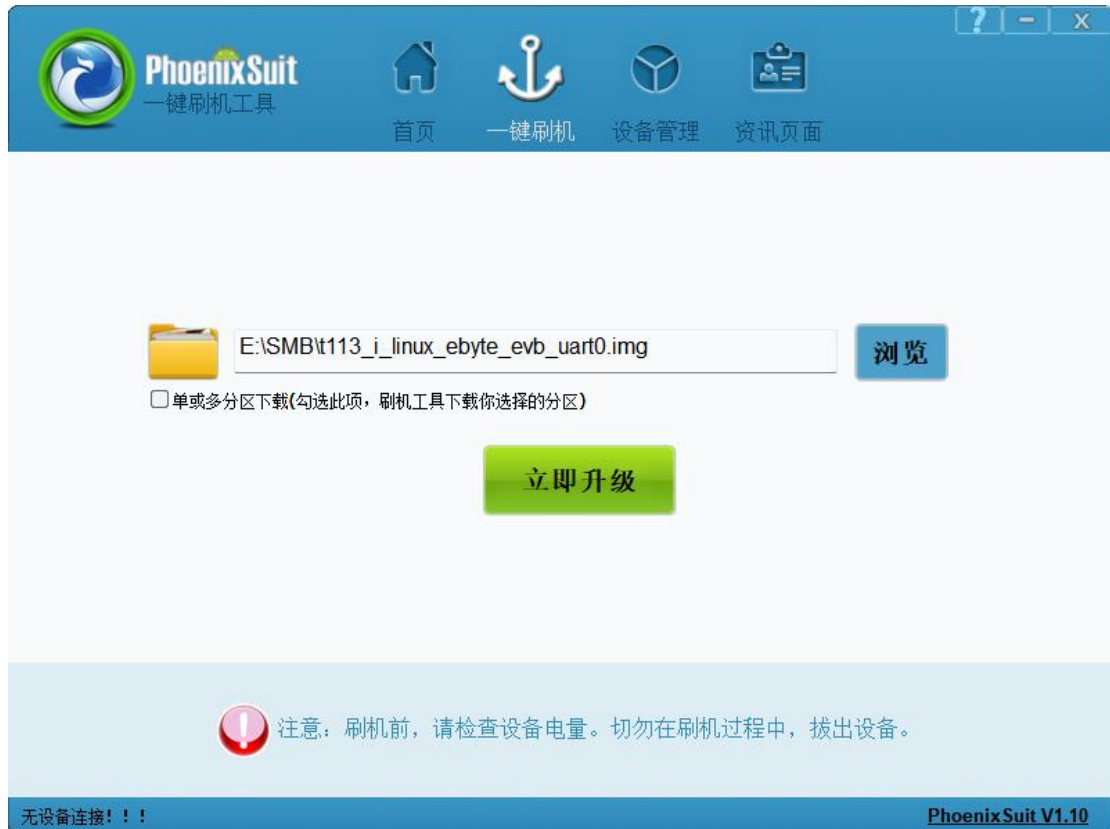 ? - x
PhoenixSuit
一键刷机工具
首页 一键刷机 设备管理 资讯页面
E:\SMB\t113_i_linux_ebyte_evb_uart0.img
浏览
单或多分区下载(勾选此项，刷机工具下载你选择的分区)
立即升级
注意：刷机前，请检查设备电量。切勿在刷机过程中，拔出设备。
无设备连接！！！ PhoenixSuit V1.10